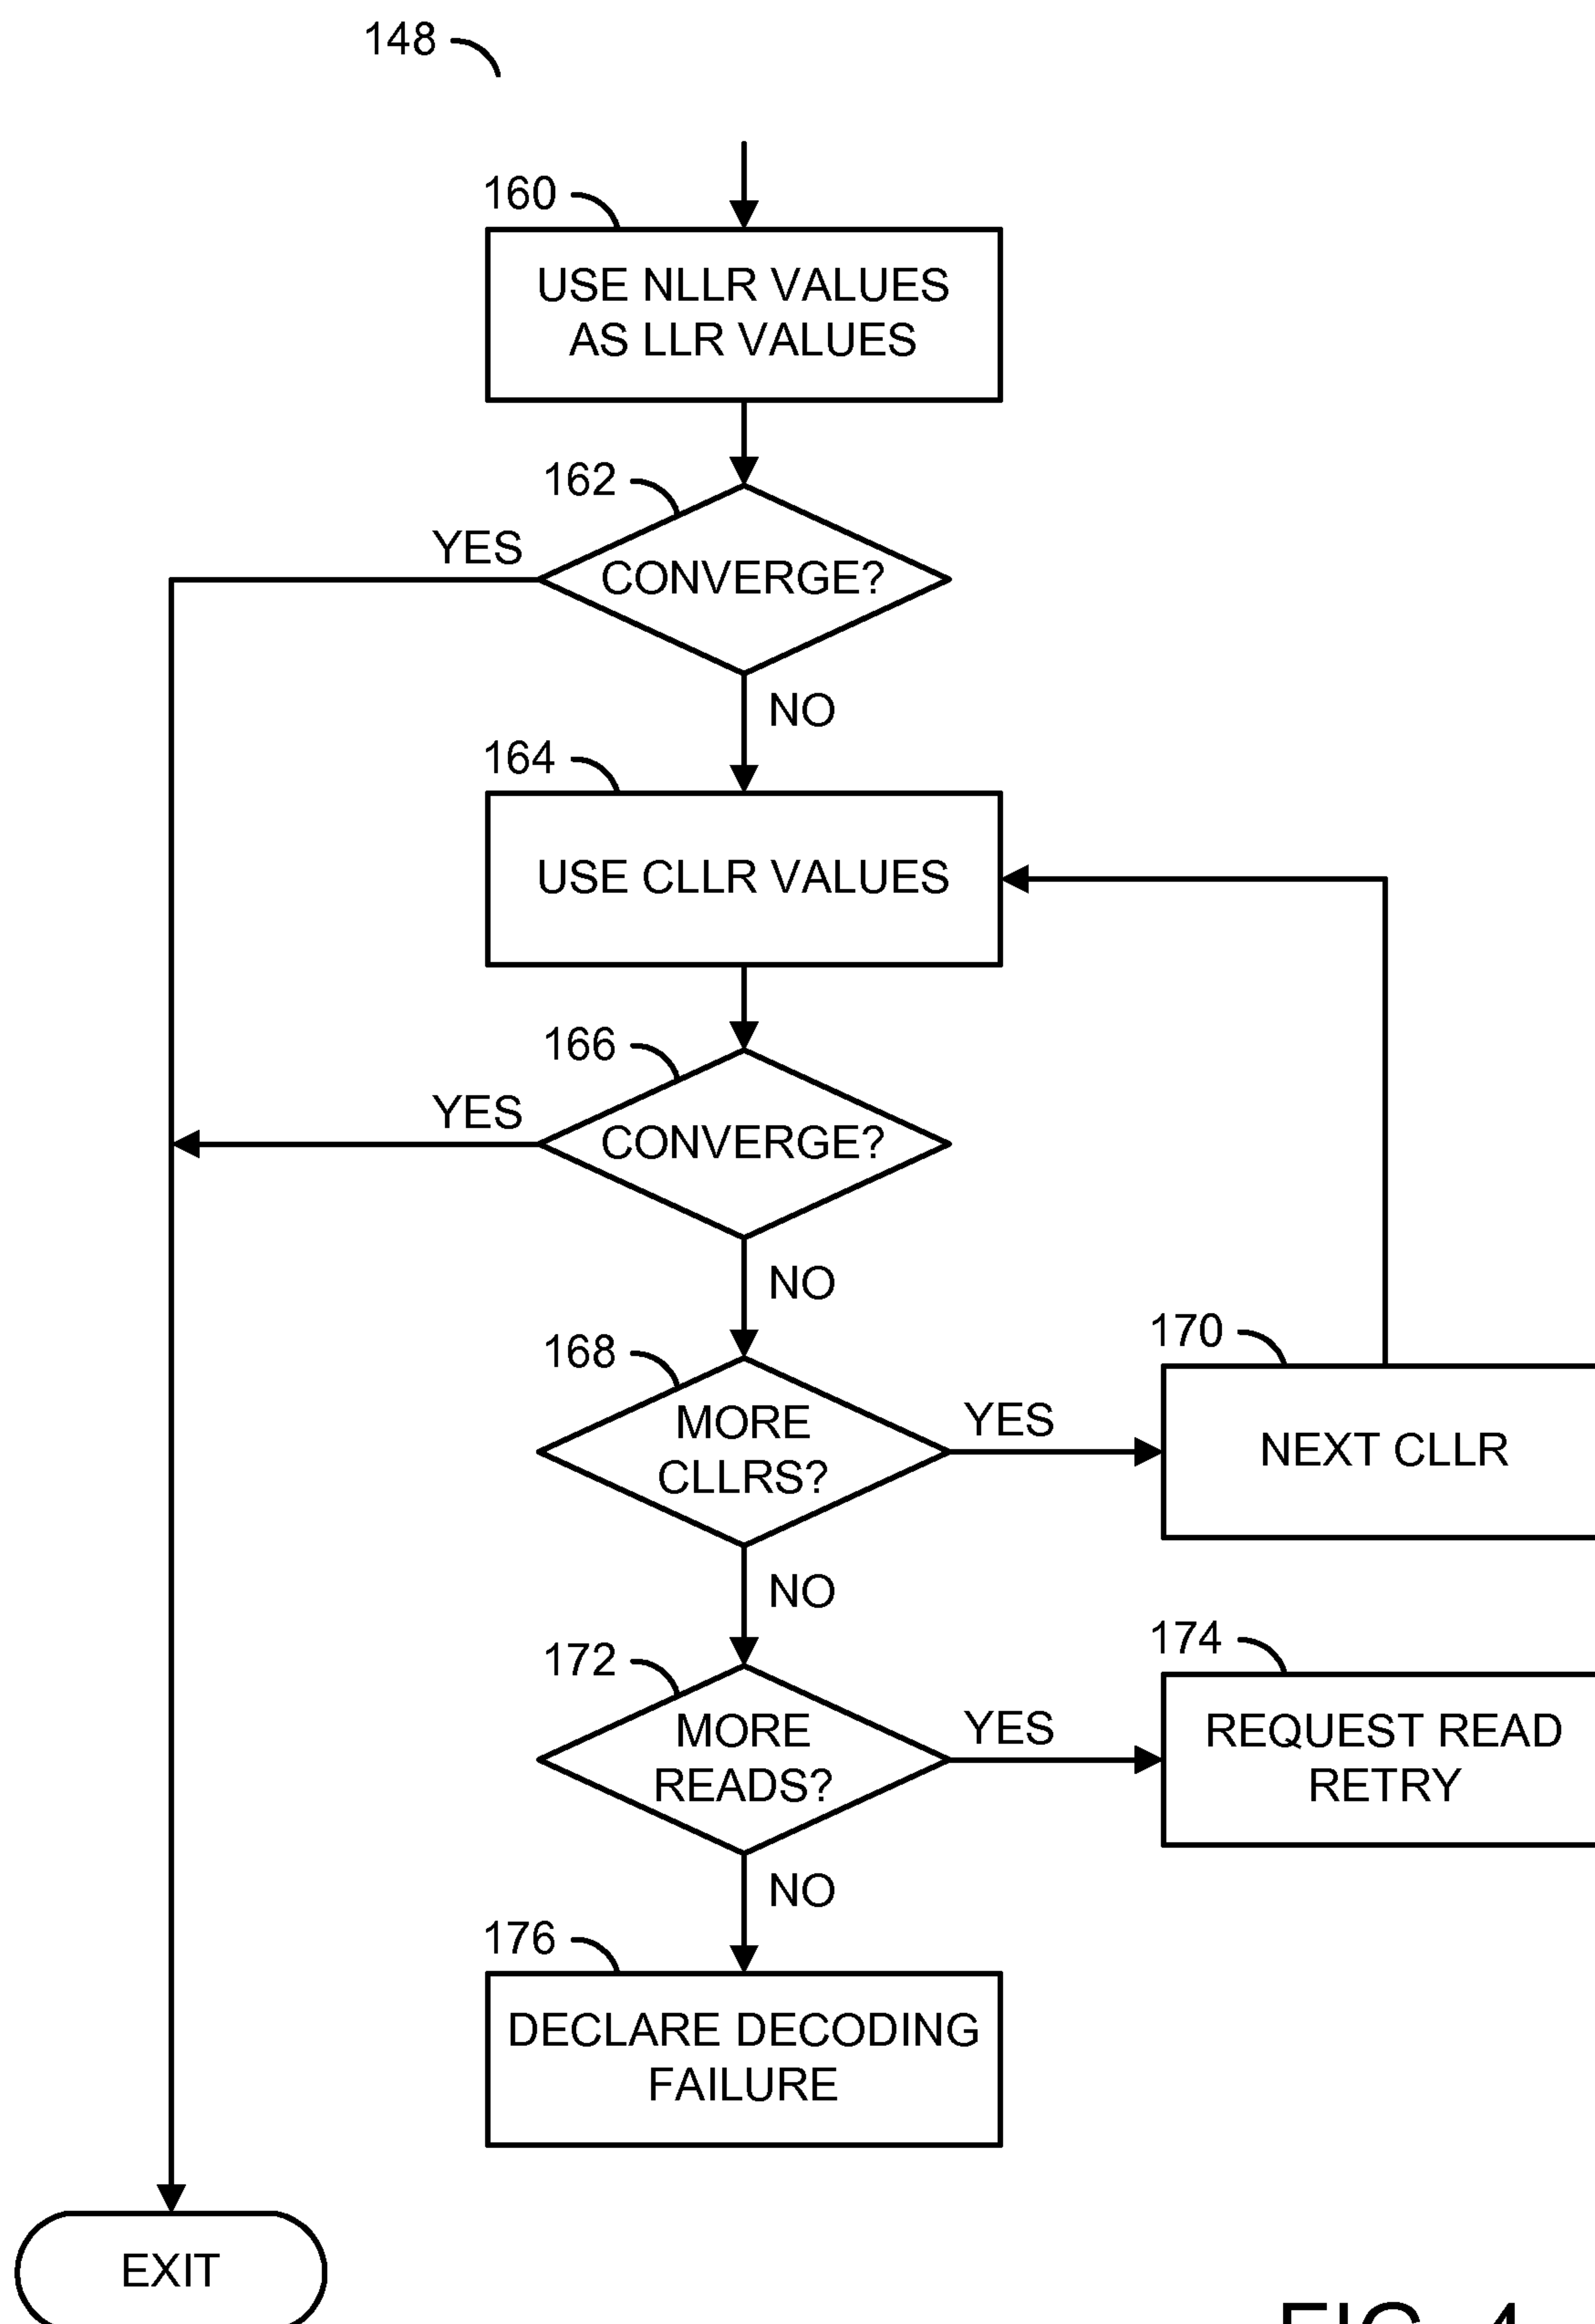 148
160
USE NLLR VALUES
AS LLR VALUES
162
YES
CONVERGE?
NO
164
USE CLLR VALUES
166
YES
CONVERGE?
NO
168
MORE
CLLRS?
YES
170
NEXT CLLR
NO
172
MORE
READS?
YES
174
REQUEST READ
RETRY
NO
176
DECLARE DECODING
FAILURE
EXIT
FIG. 4